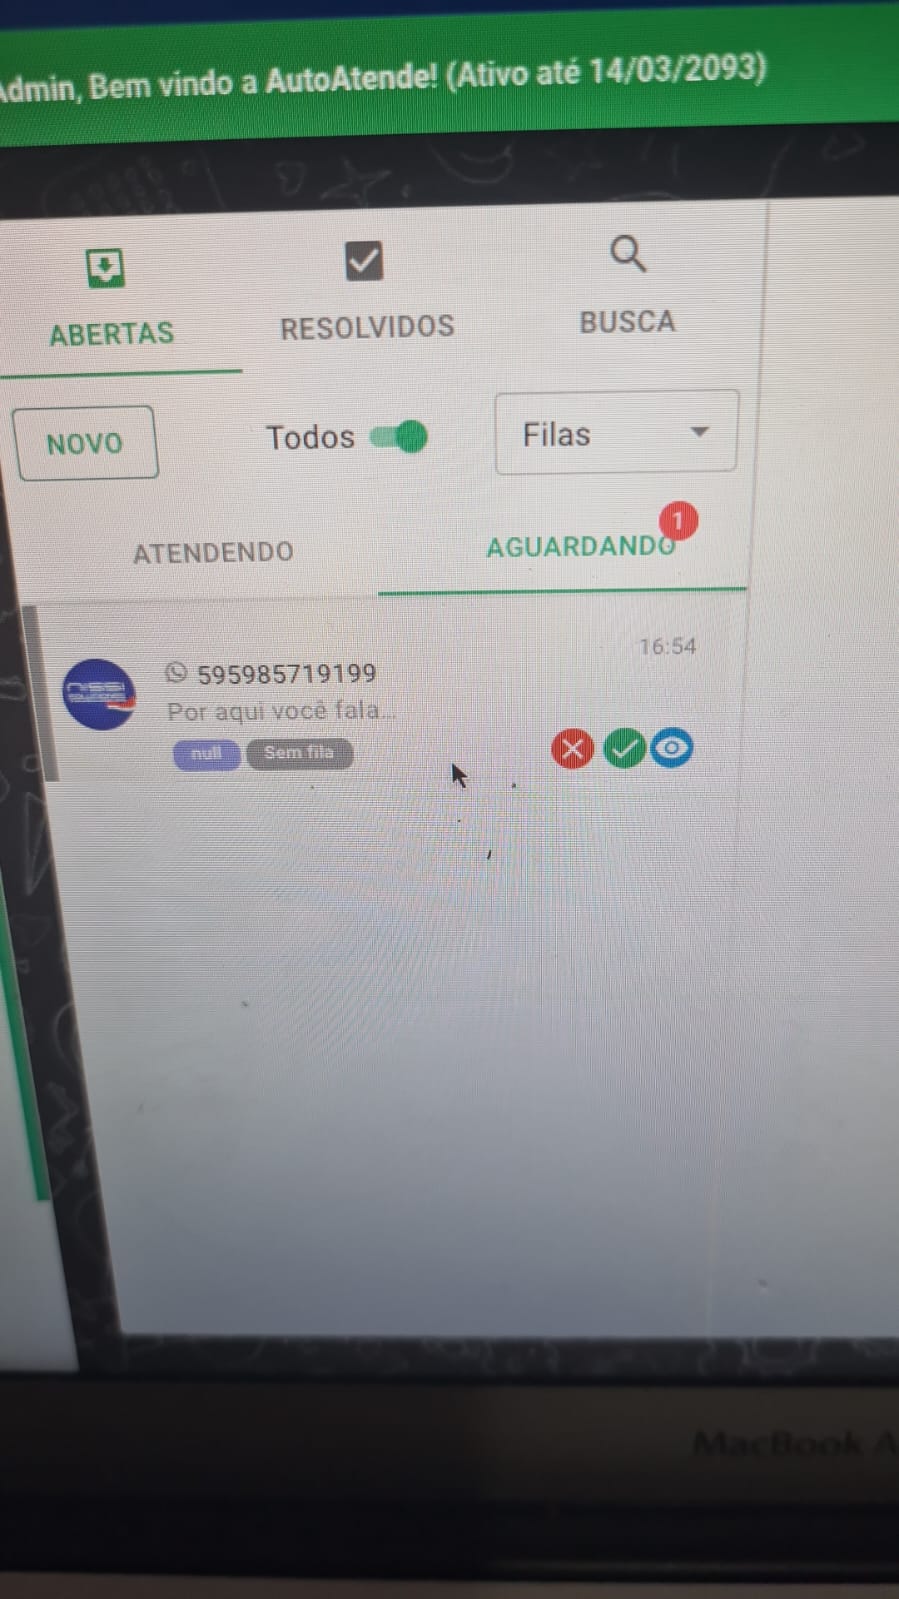 Admin, Bem vindo a AutoAtende! (Ativo até 14/03/2093)
ABERTAS
RESOLVIDOS
BUSCA
NOVO
Todos
Filas
ATENDENDO
AGUARDANDO
1
16:54
595985719199
Por aqui você fala...
null
Sem fila
MacBook A